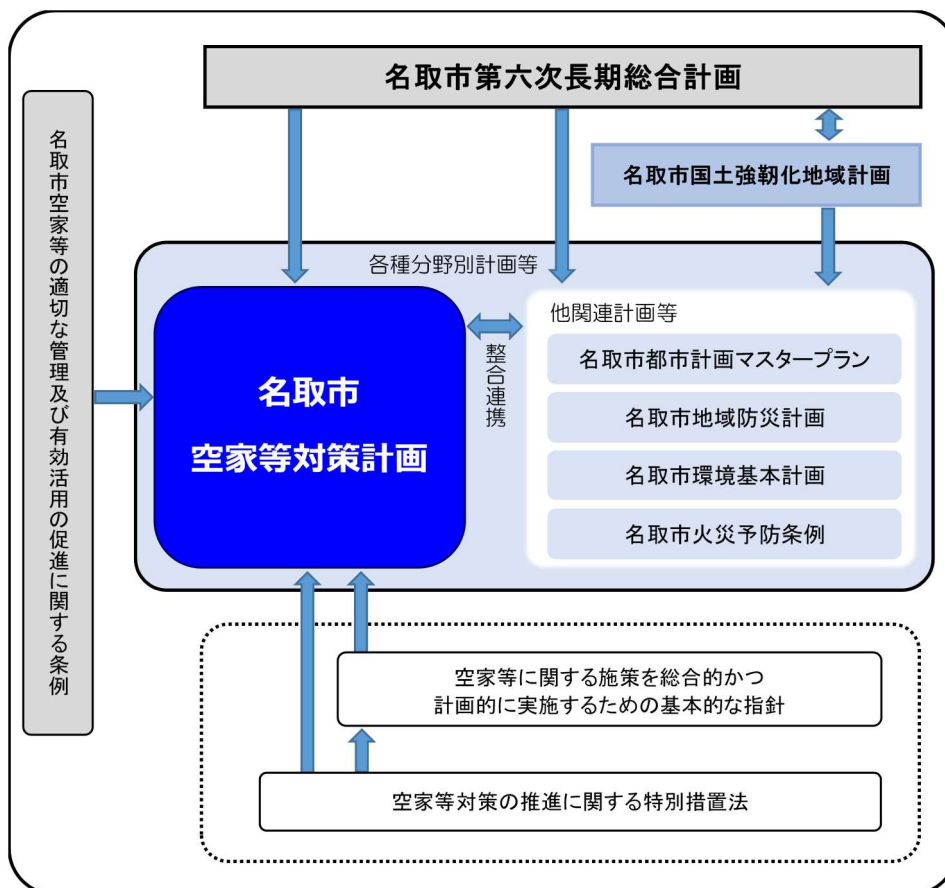 名取市第六次長期総合計画
名取市国土強靭化地域計画
名取市空家等の適切な管理及び有効活用の促進に関する条例
各種分野別計画等
名取市
空家等対策計画
整合連携
他関連計画等
名取市都市計画マスタープラン
名取市地域防災計画
名取市環境基本計画
名取市火災予防条例
空家等に関する施策を総合的かつ
計画的に実施するための基本的な指針
空家等対策の推進に関する特別措置法